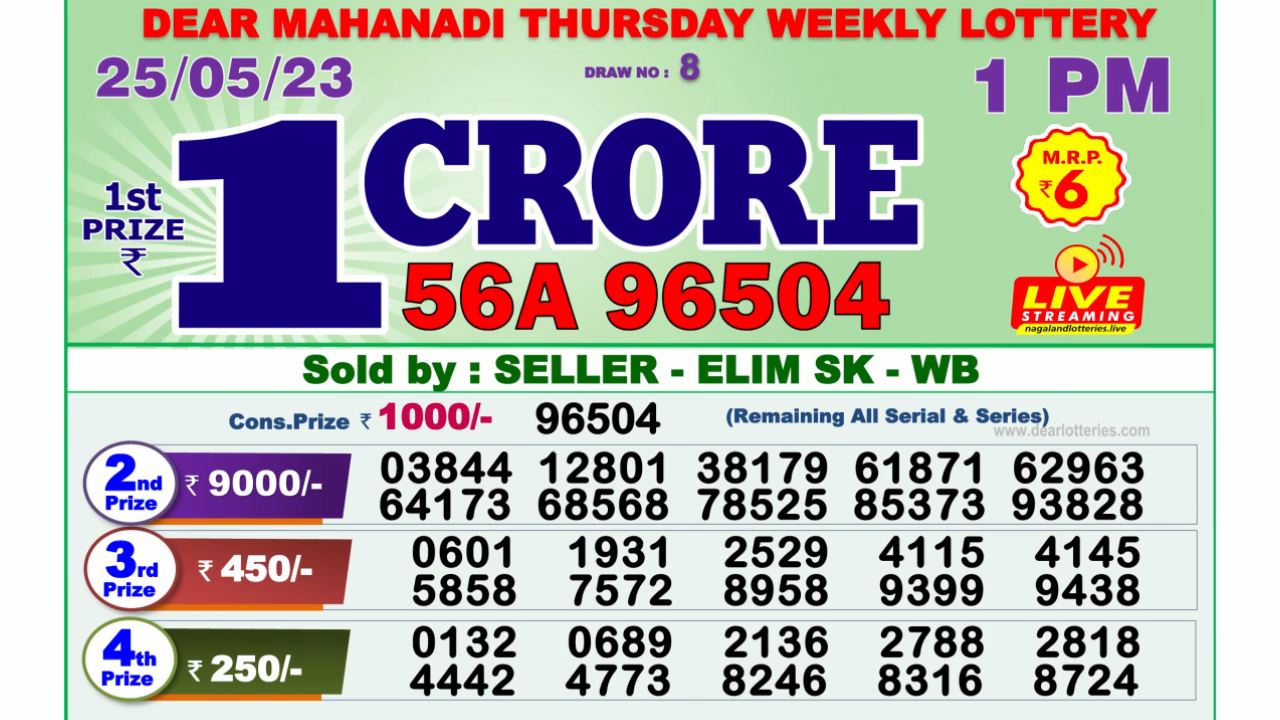 DEAR MAHANADI THURSDAY WEEKLY LOTTERY
25/05/23
DRAW NO : 8
1 PM
1st
PRIZE
₹
1 CRORE
M.R.P.
₹6
56A 96504
LIVE
STREAMING
nagalandlotteries.live
Sold by : SELLER - ELIM SK - WB
Cons.Prize ₹ 1000/- 96504 (Remaining All Serial & Series)
www.dearlotteries.com
2nd
Prize
₹ 9000/-
03844 12801 38179 61871 62963
64173 68568 78525 85373 93828
3rd
Prize
₹ 450/-
0601 1931 2529 4115 4145
5858 7572 8958 9399 9438
4th
Prize
₹ 250/-
0132 0689 2136 2788 2818
4442 4773 8246 8316 8724